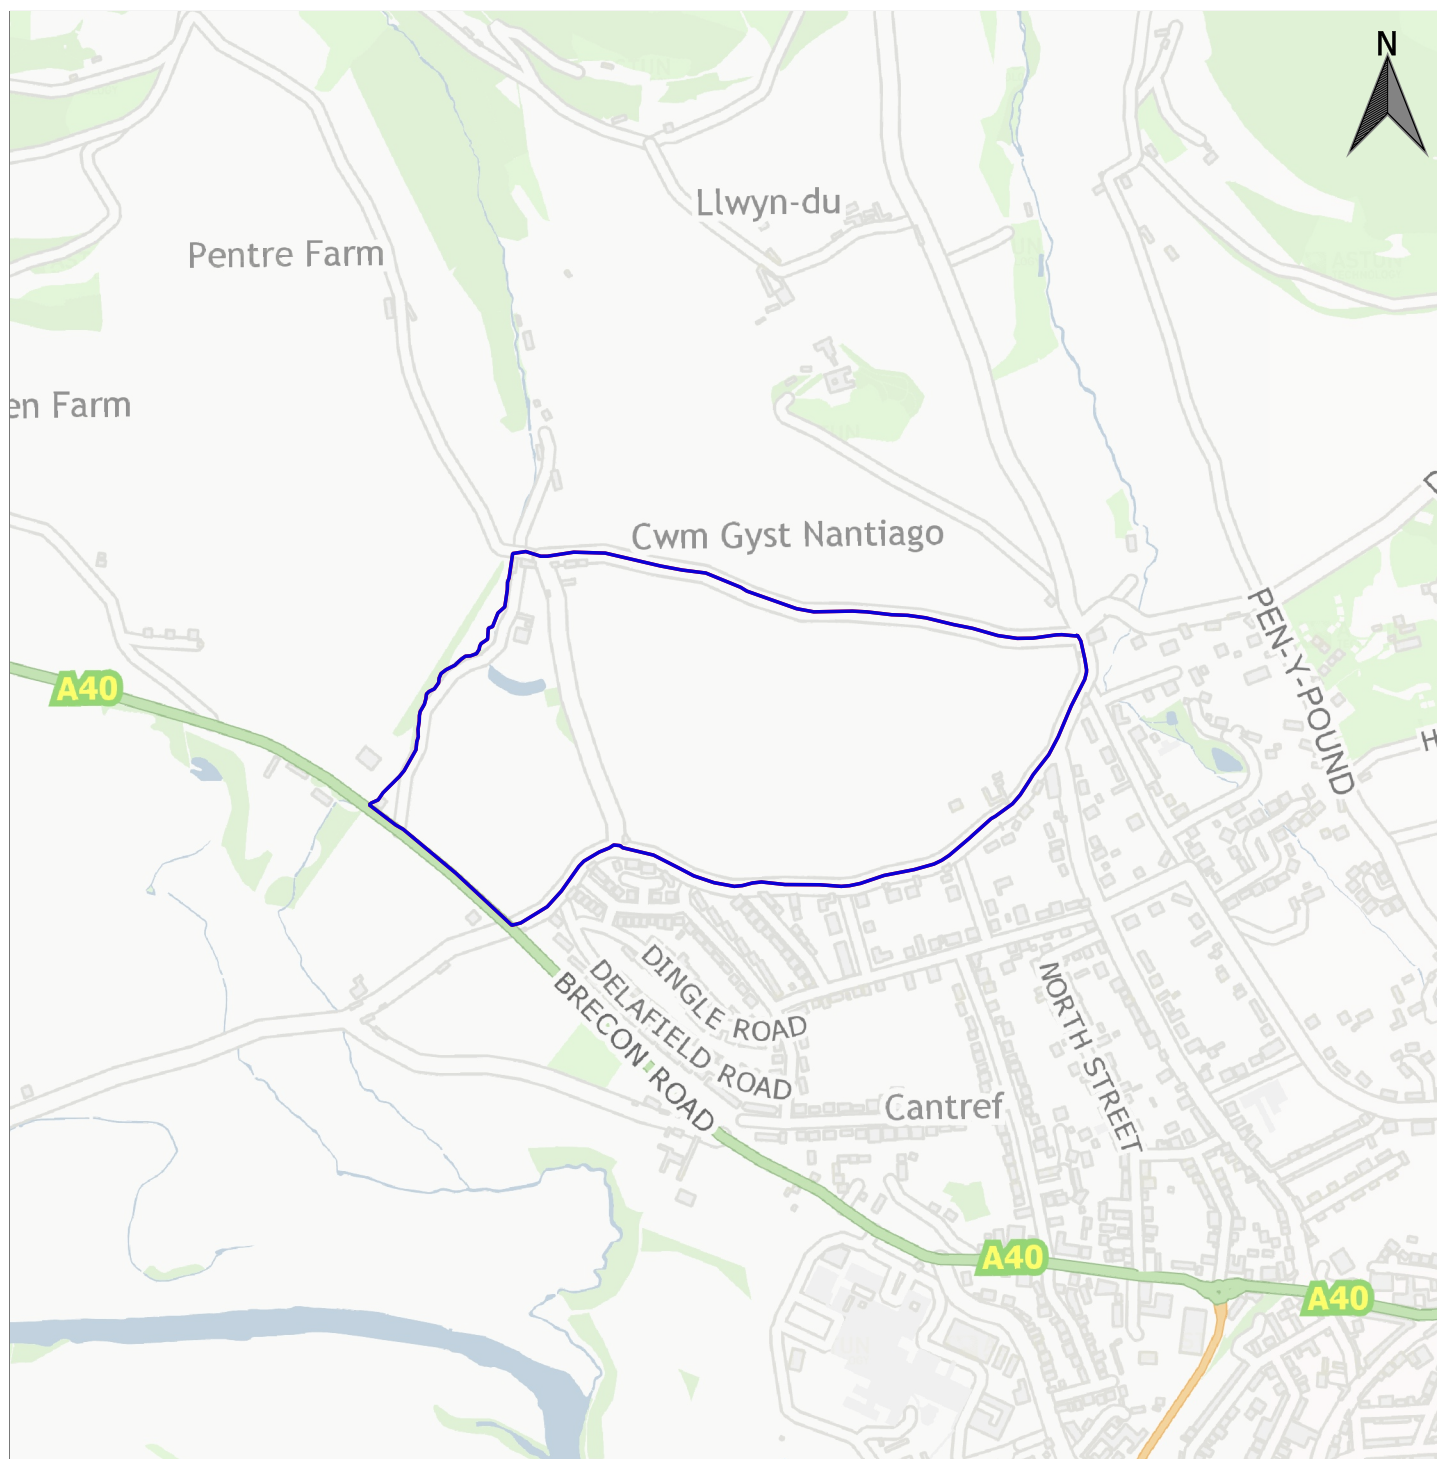 N
Llwyn-du
Pentre Farm
en Farm
Cwm Gyst Nantiago
PEN-Y-POUND
A40
DINGLE ROAD
DELAFIELD ROAD
BRECON ROAD
NORTH STREET
Cantref
A40
A40